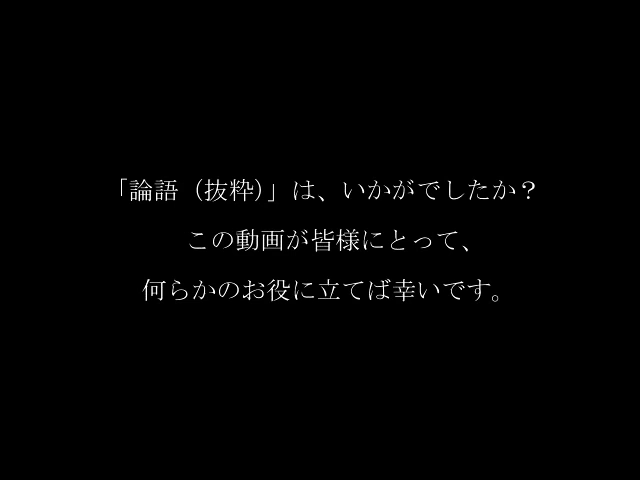 「論語（抜粋）」は、いかがでしたか？
この動画が皆様にとって、
何らかのお役に立てば幸いです。